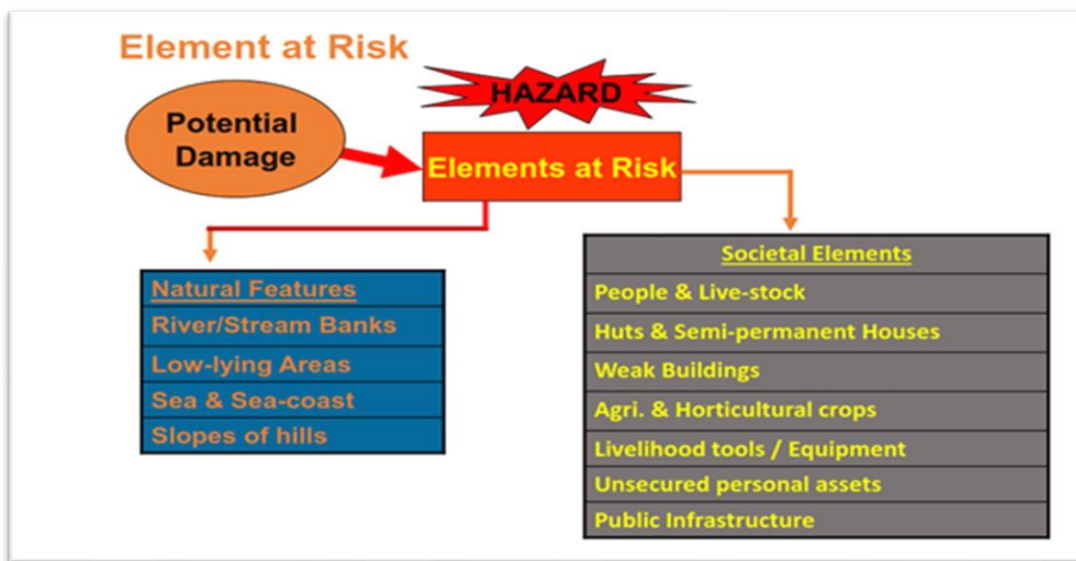 Element at Risk
HAZARD
Potential
Damage
Elements at Risk
Natural Features
River/Stream Banks
Low-lying Areas
Sea & Sea-coast
Slopes of hills
Societal Elements
People & Live-stock
Huts & Semi-permanent Houses
Weak Buildings
Agri. & Horticultural crops
Livelihood tools / Equipment
Unsecured personal assets
Public Infrastructure